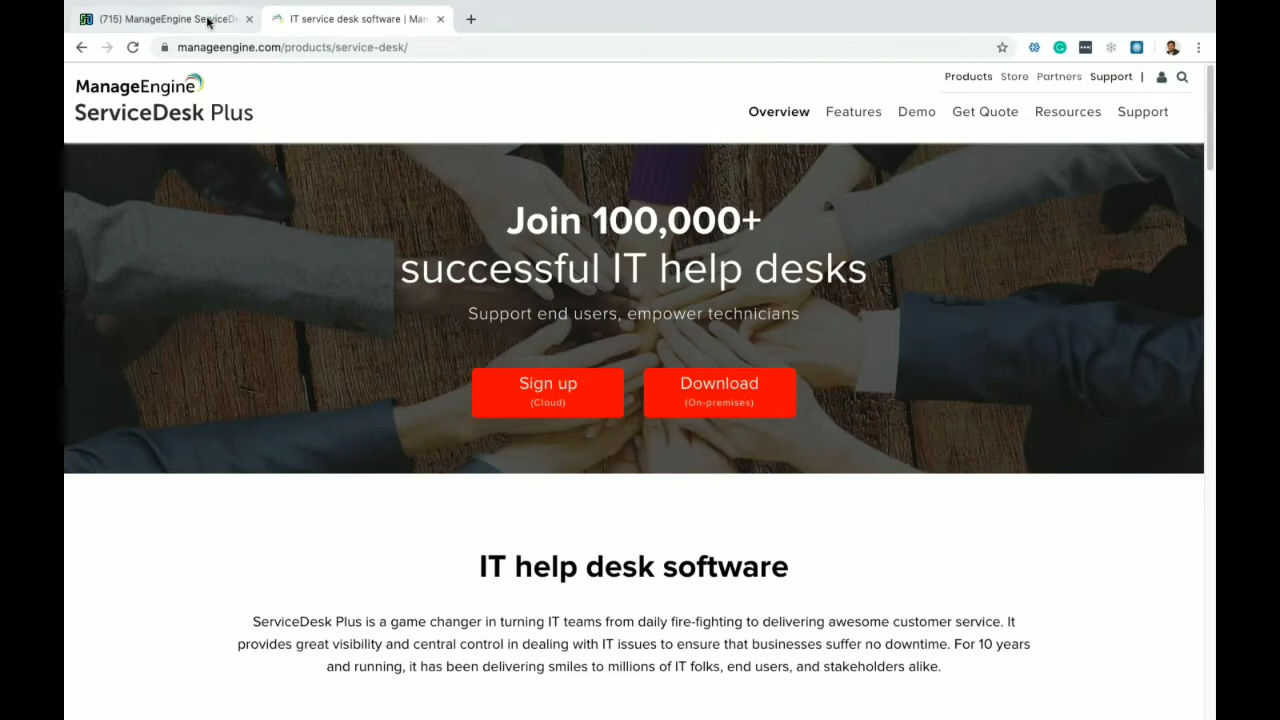 (715) ManageEngine ServiceDe
IT service desk software | Man
manageengine.com/products/service-desk/
ManageEngine
ServiceDesk Plus
Products Store Partners Support |
Overview Features Demo Get Quote Resources Support
Join 100,000+
successful IT help desks
Support end users, empower technicians
Sign up
(Cloud)
Download
(On-premises)
IT help desk software
ServiceDesk Plus is a game changer in turning IT teams from daily fire-fighting to delivering awesome customer service. It
provides great visibility and central control in dealing with IT issues to ensure that businesses suffer no downtime. For 10 years
and running, it has been delivering smiles to millions of IT folks, end users, and stakeholders alike.